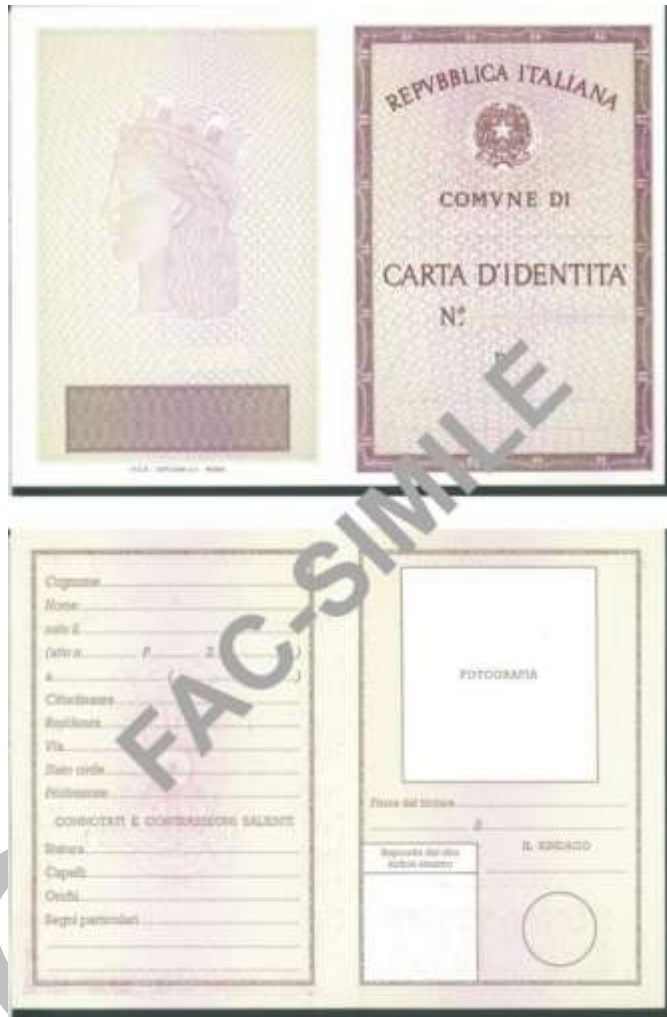 REPVBBLICA ITALIANA
COMVNE DI
CARTA D'IDENTITA'
N.º
FAC-SIMILE
Cognome
Nome
nato il
(atto n. P. S. )
a ( )
Cittadinanza
Residenza
Via
Stato civile
Professione
CONNOTATI E CONTRASSEGNI SALIENTI
Statura
Capelli
Occhi
Segni particolari
FOTOGRAFIA
Firma del titolare
Impronta del dito
indice sinistro
IL SINDACO